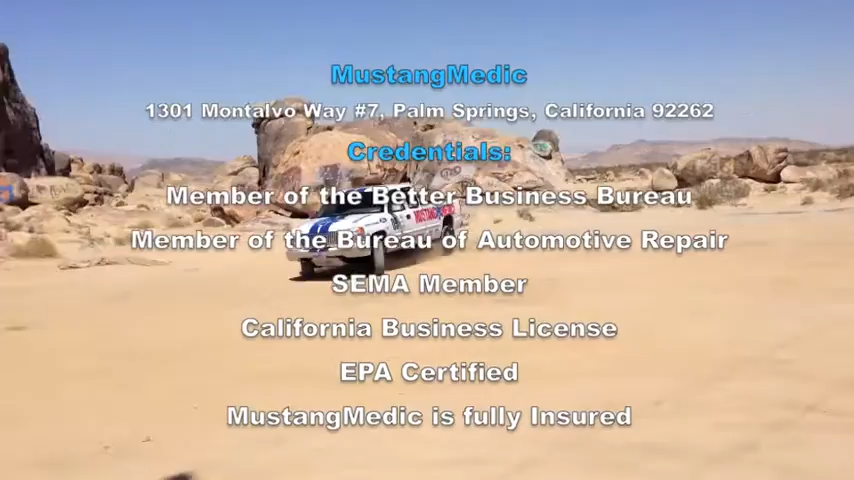 MustangMedic
1301 Montalvo Way #7, Palm Springs, California 92262
Credentials:
Member of the Better Business Bureau
Member of the Bureau of Automotive Repair
SEMA Member
California Business License
EPA Certified
MustangMedic is fully Insured